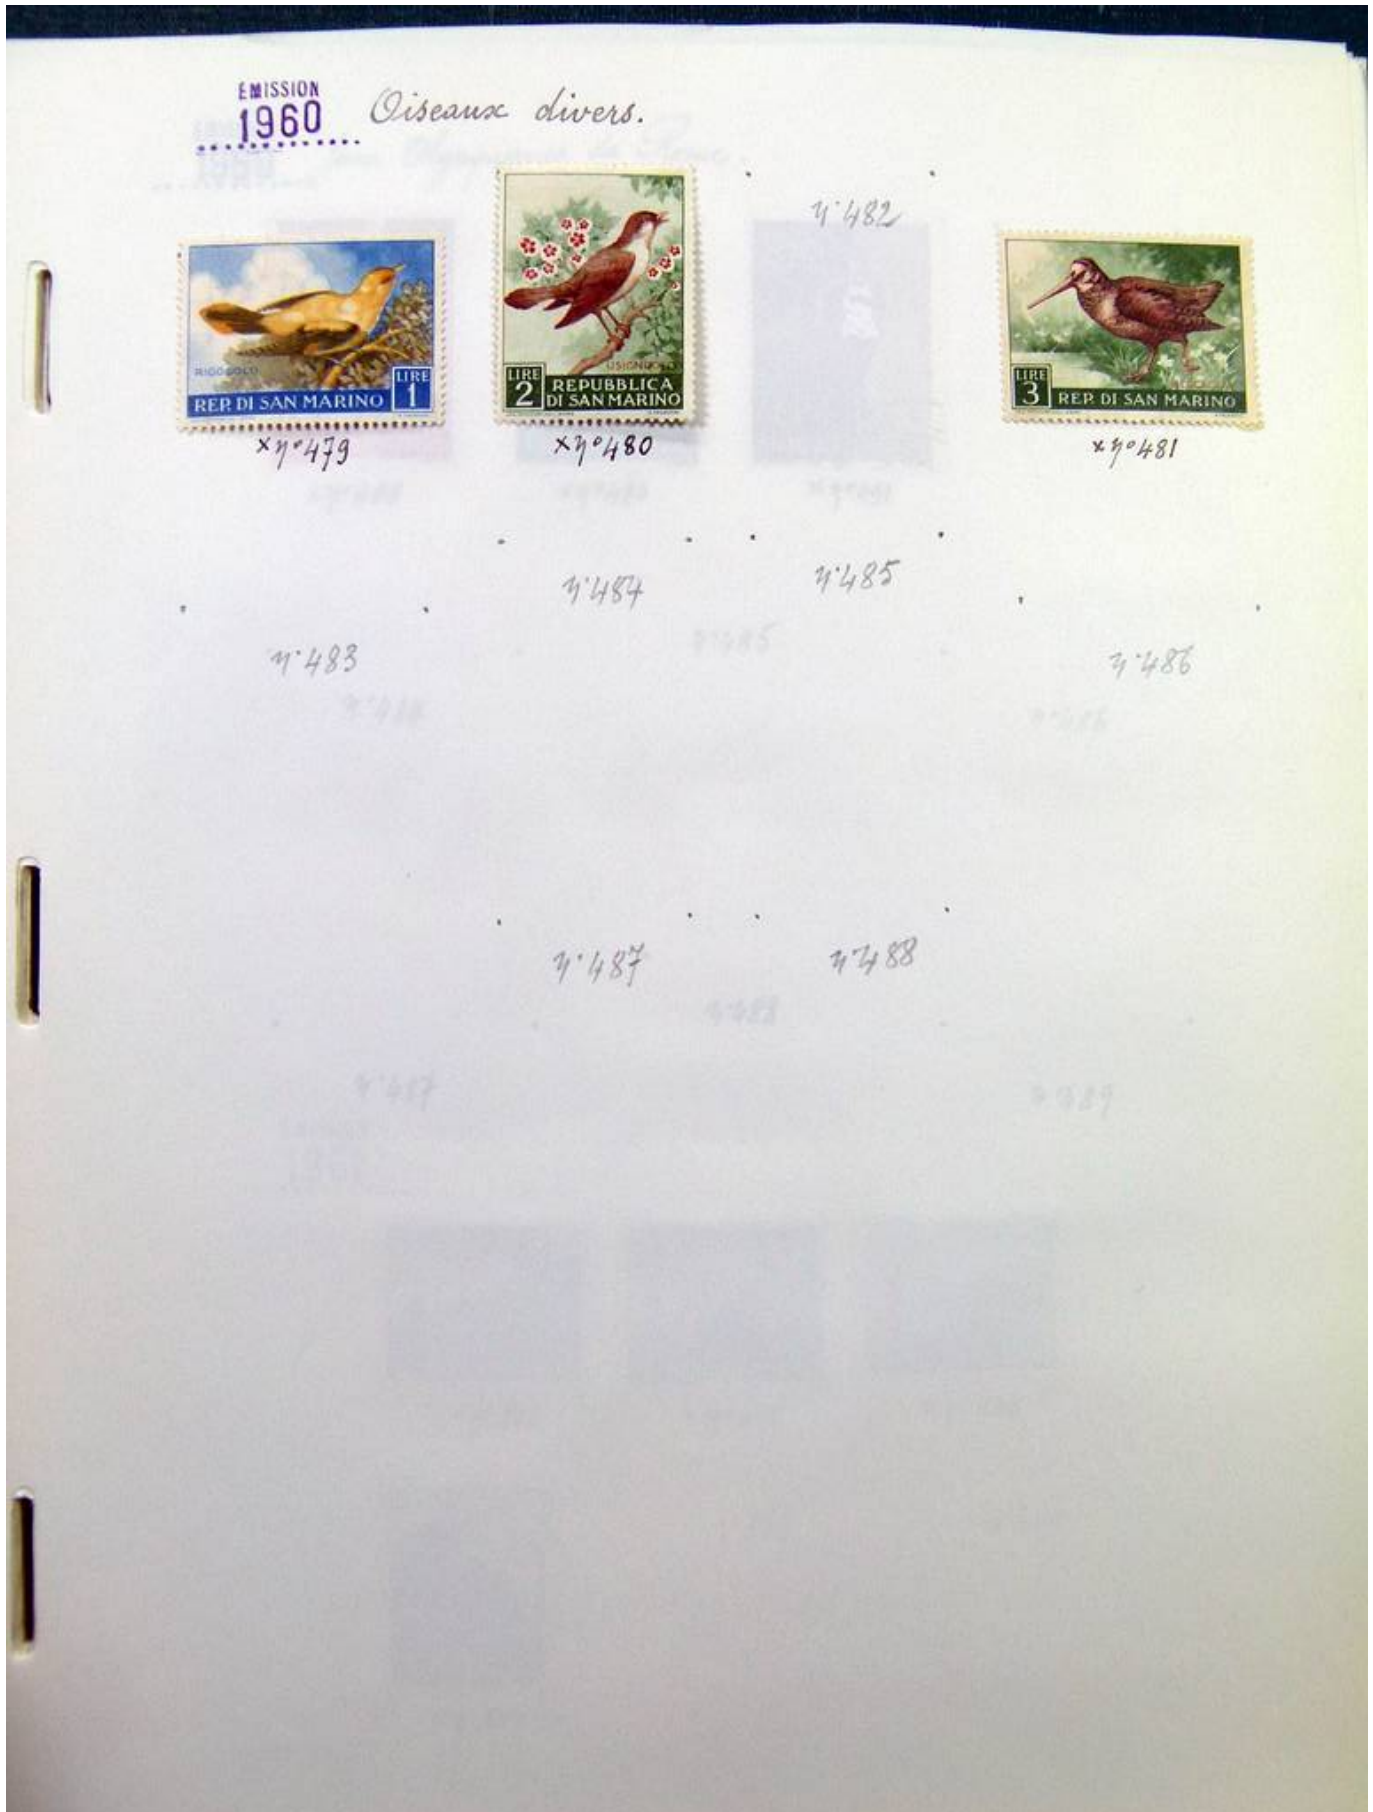 EMISSION
1960 Oiseaux divers.
n° 482
RIGOGOLO
LIRE
1
REP. DI SAN MARINO
USIGNUOLO
LIRE
2
REPUBBLICA
DI SAN MARINO
LIRE
3
REP. DI SAN MARINO
x n° 479
x n° 480
x n° 481
n° 484
n° 485
n° 483
n° 486
n° 487
n° 488